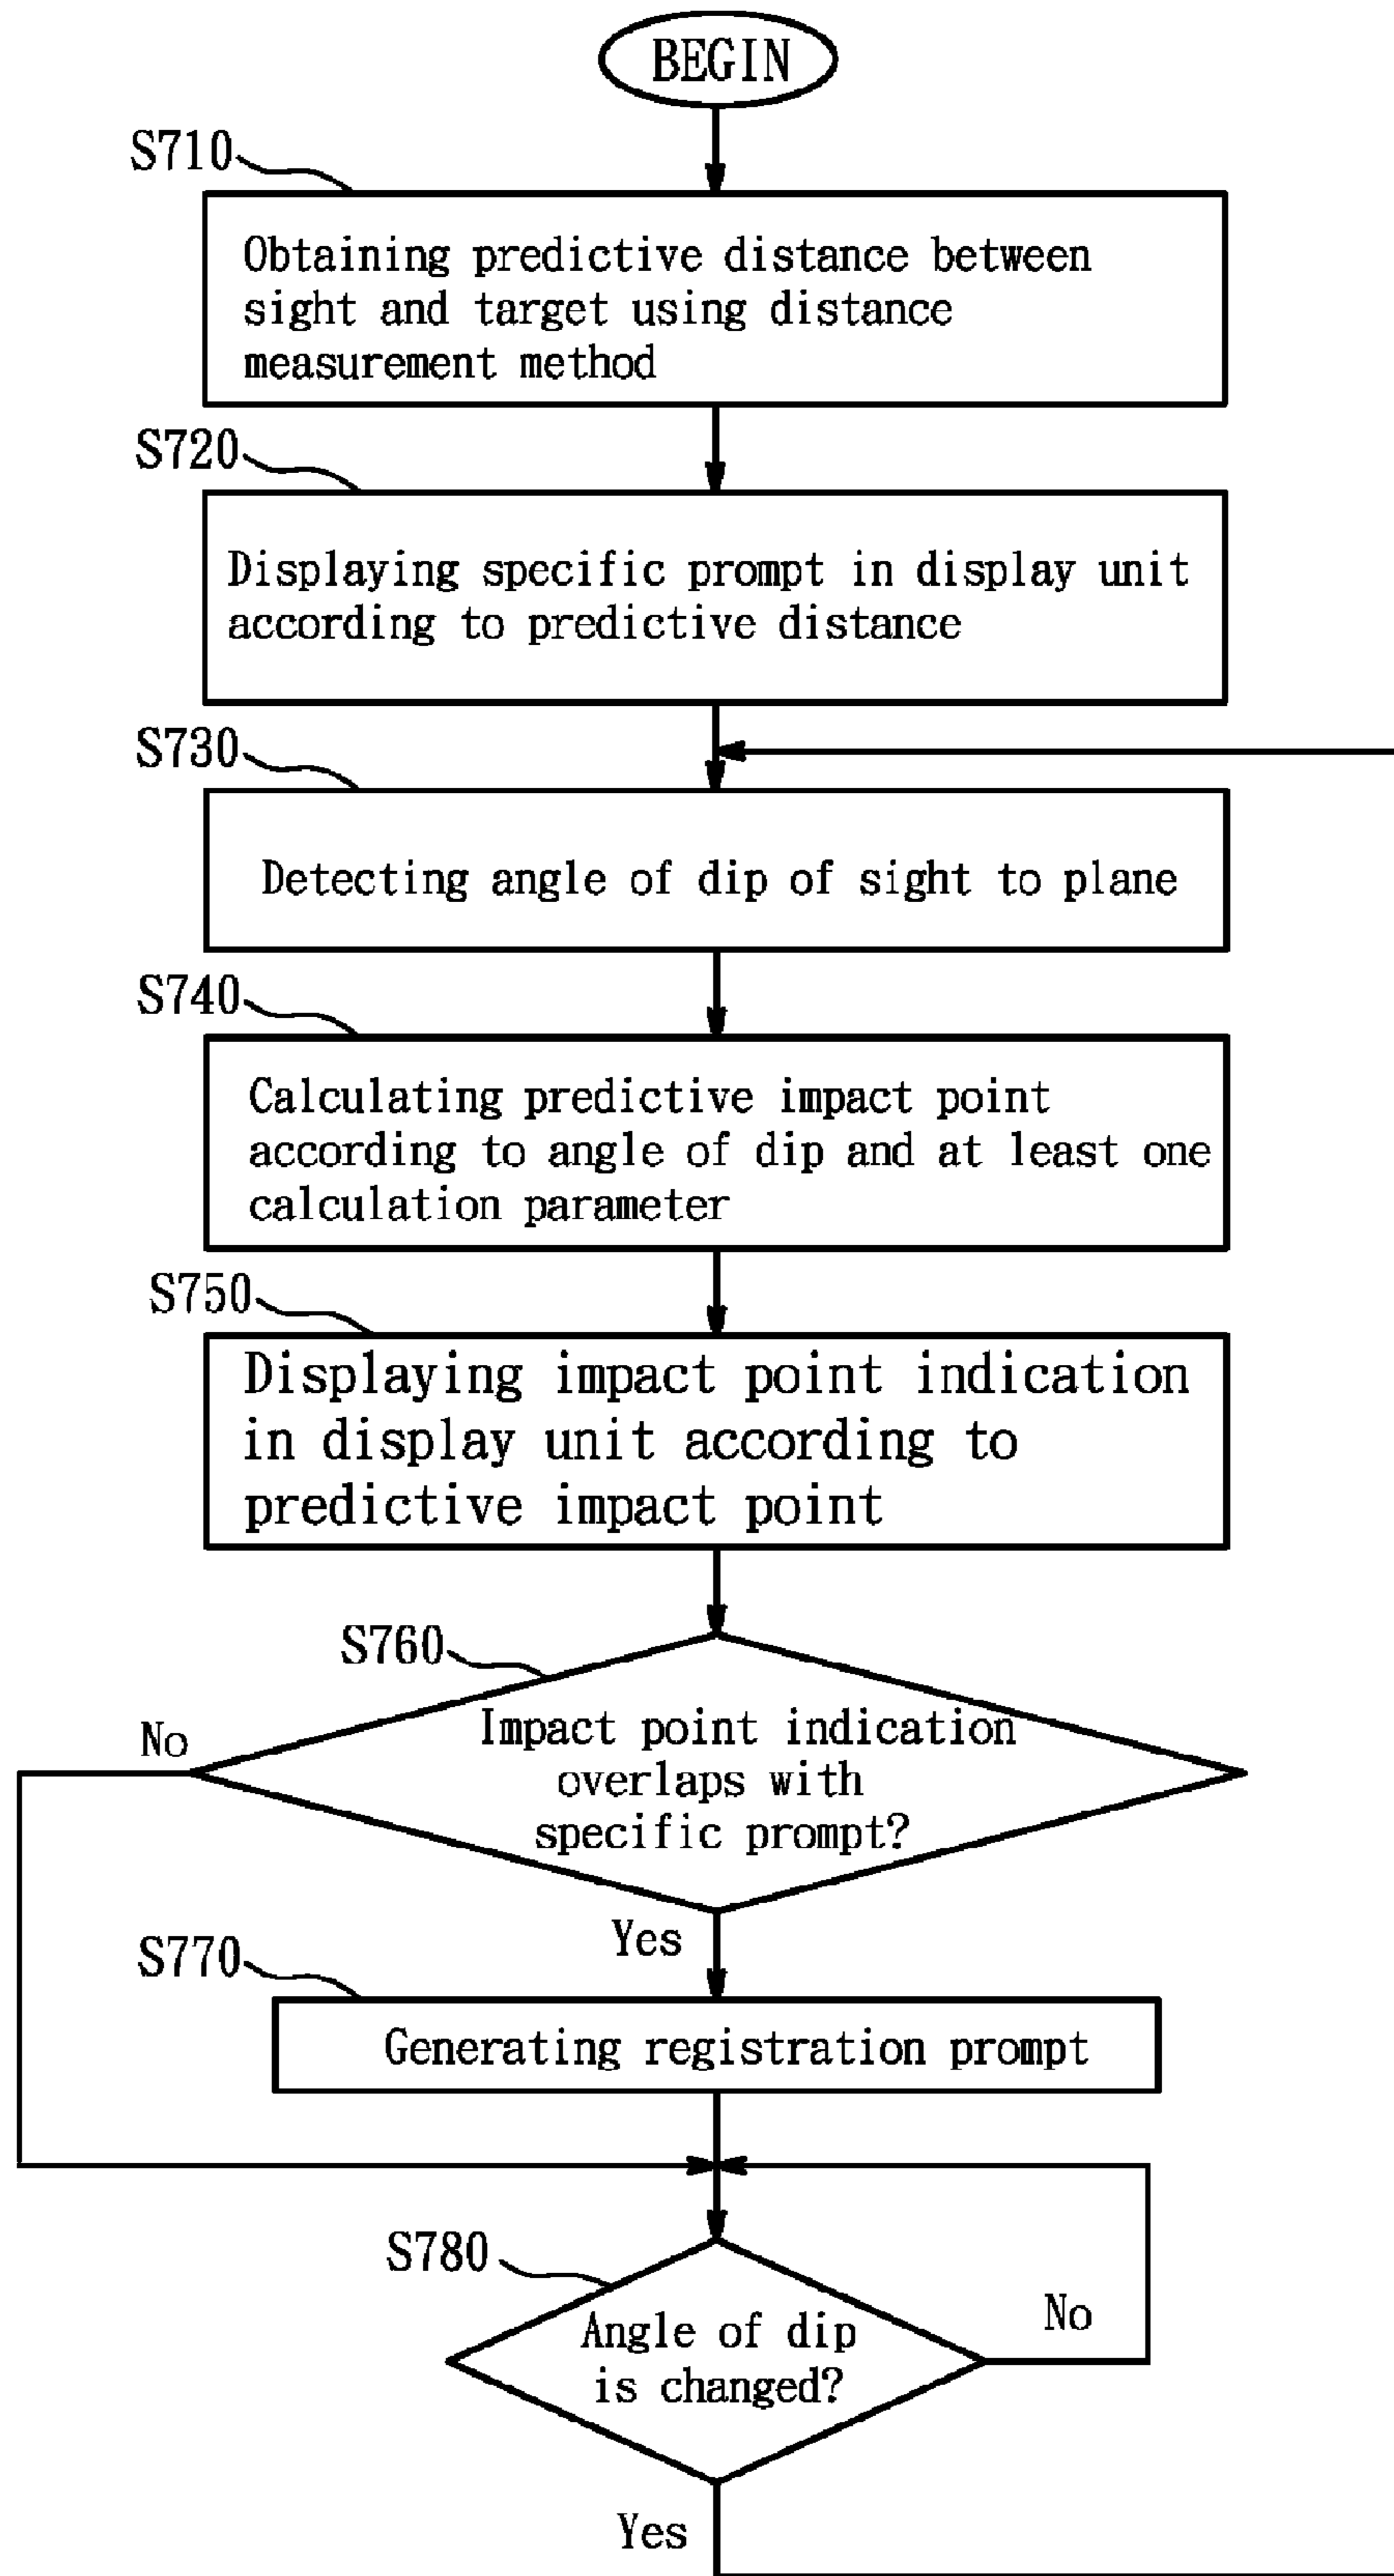 BEGIN
S710
Obtaining predictive distance between
sight and target using distance
measurement method
S720
Displaying specific prompt in display unit
according to predictive distance
S730
Detecting angle of dip of sight to plane
S740
Calculating predictive impact point
according to angle of dip and at least one
calculation parameter
S750
Displaying impact point indication
in display unit according to
predictive impact point
S760
No
Impact point indication
overlaps with
specific prompt?
Yes
S770
Generating registration prompt
S780
Angle of dip
is changed?
No
Yes